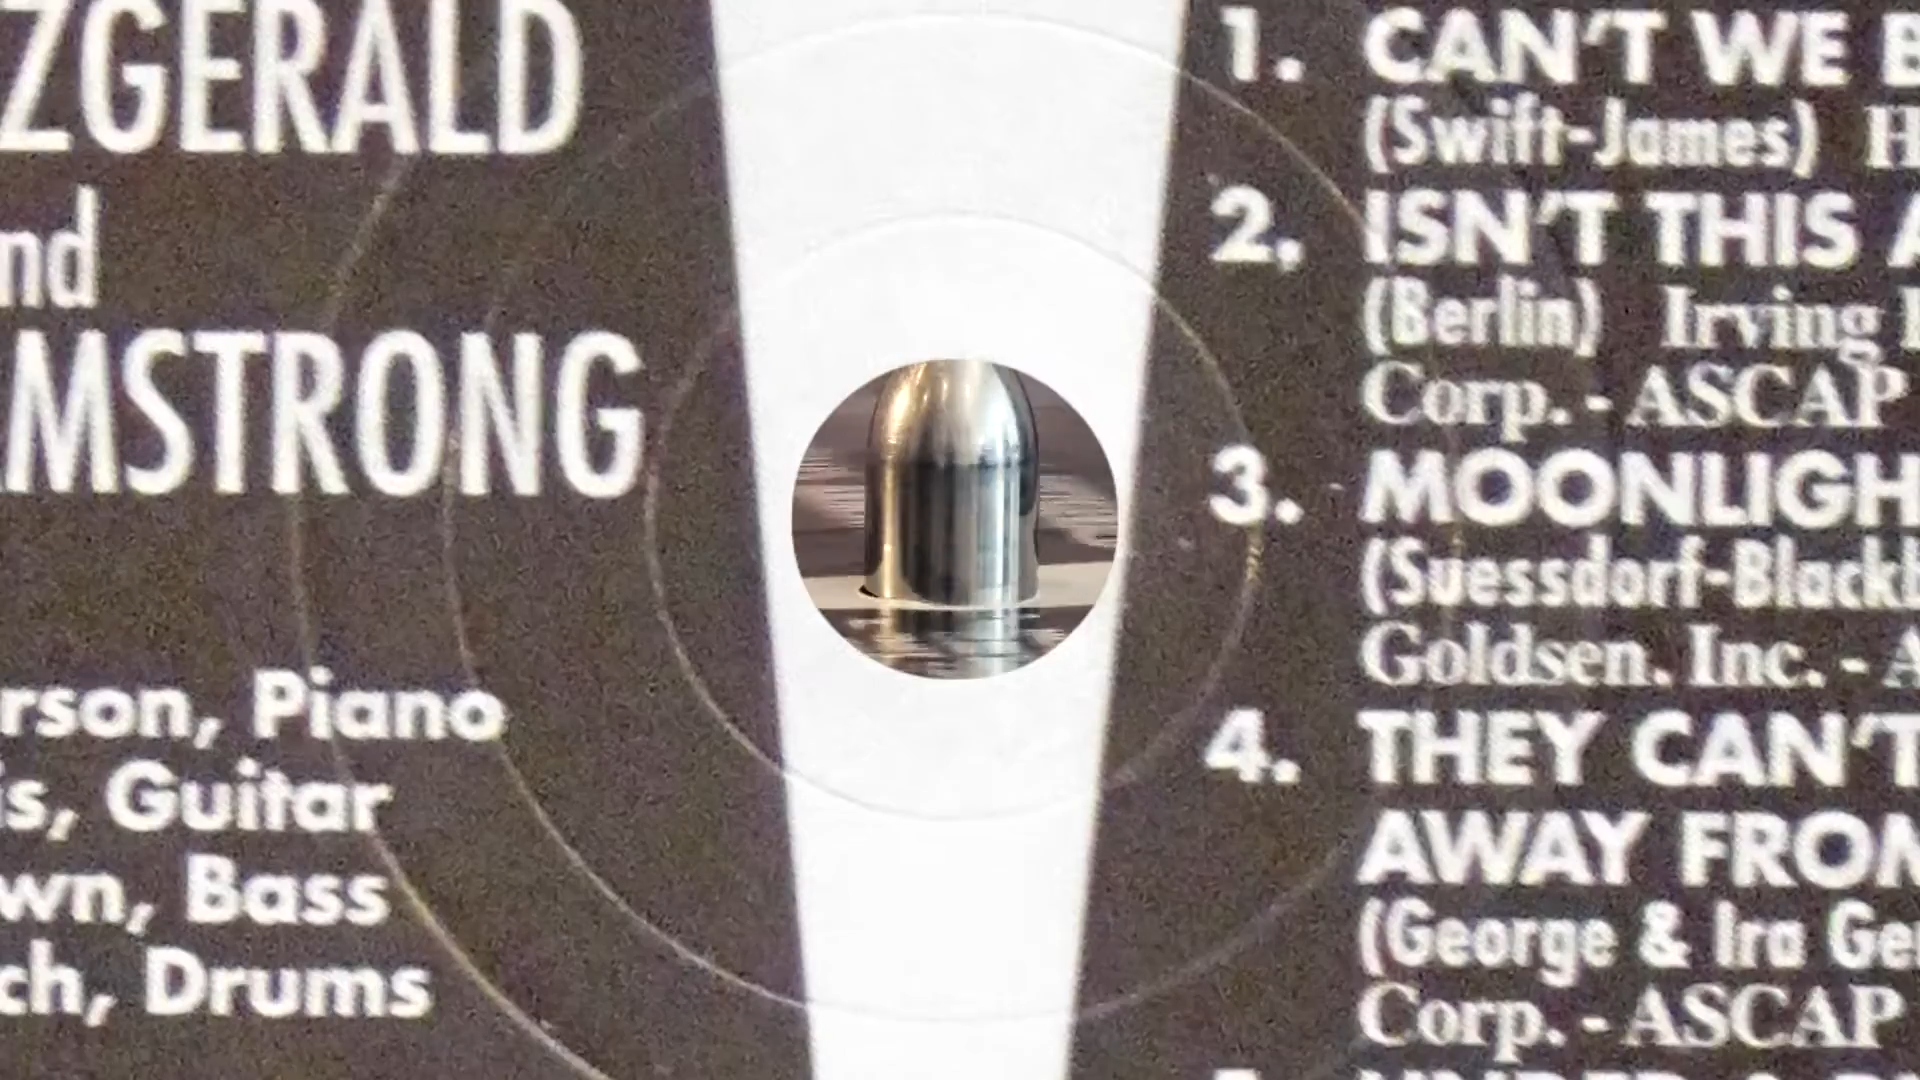 ZGERALD
nd
MSTRONG
rson, Piano
is, Guitar
wn, Bass
ch, Drums
1. CAN'T WE B
(Swift-James) H
2. ISN'T THIS A
(Berlin) Irving
Corp. - ASCAP
3. MOONLIGH
(Suessdorf-Blackb
Goldsen. Inc. - A
4. THEY CAN'T
AWAY FROM
(George & Ira Ge
Corp. - ASCAP